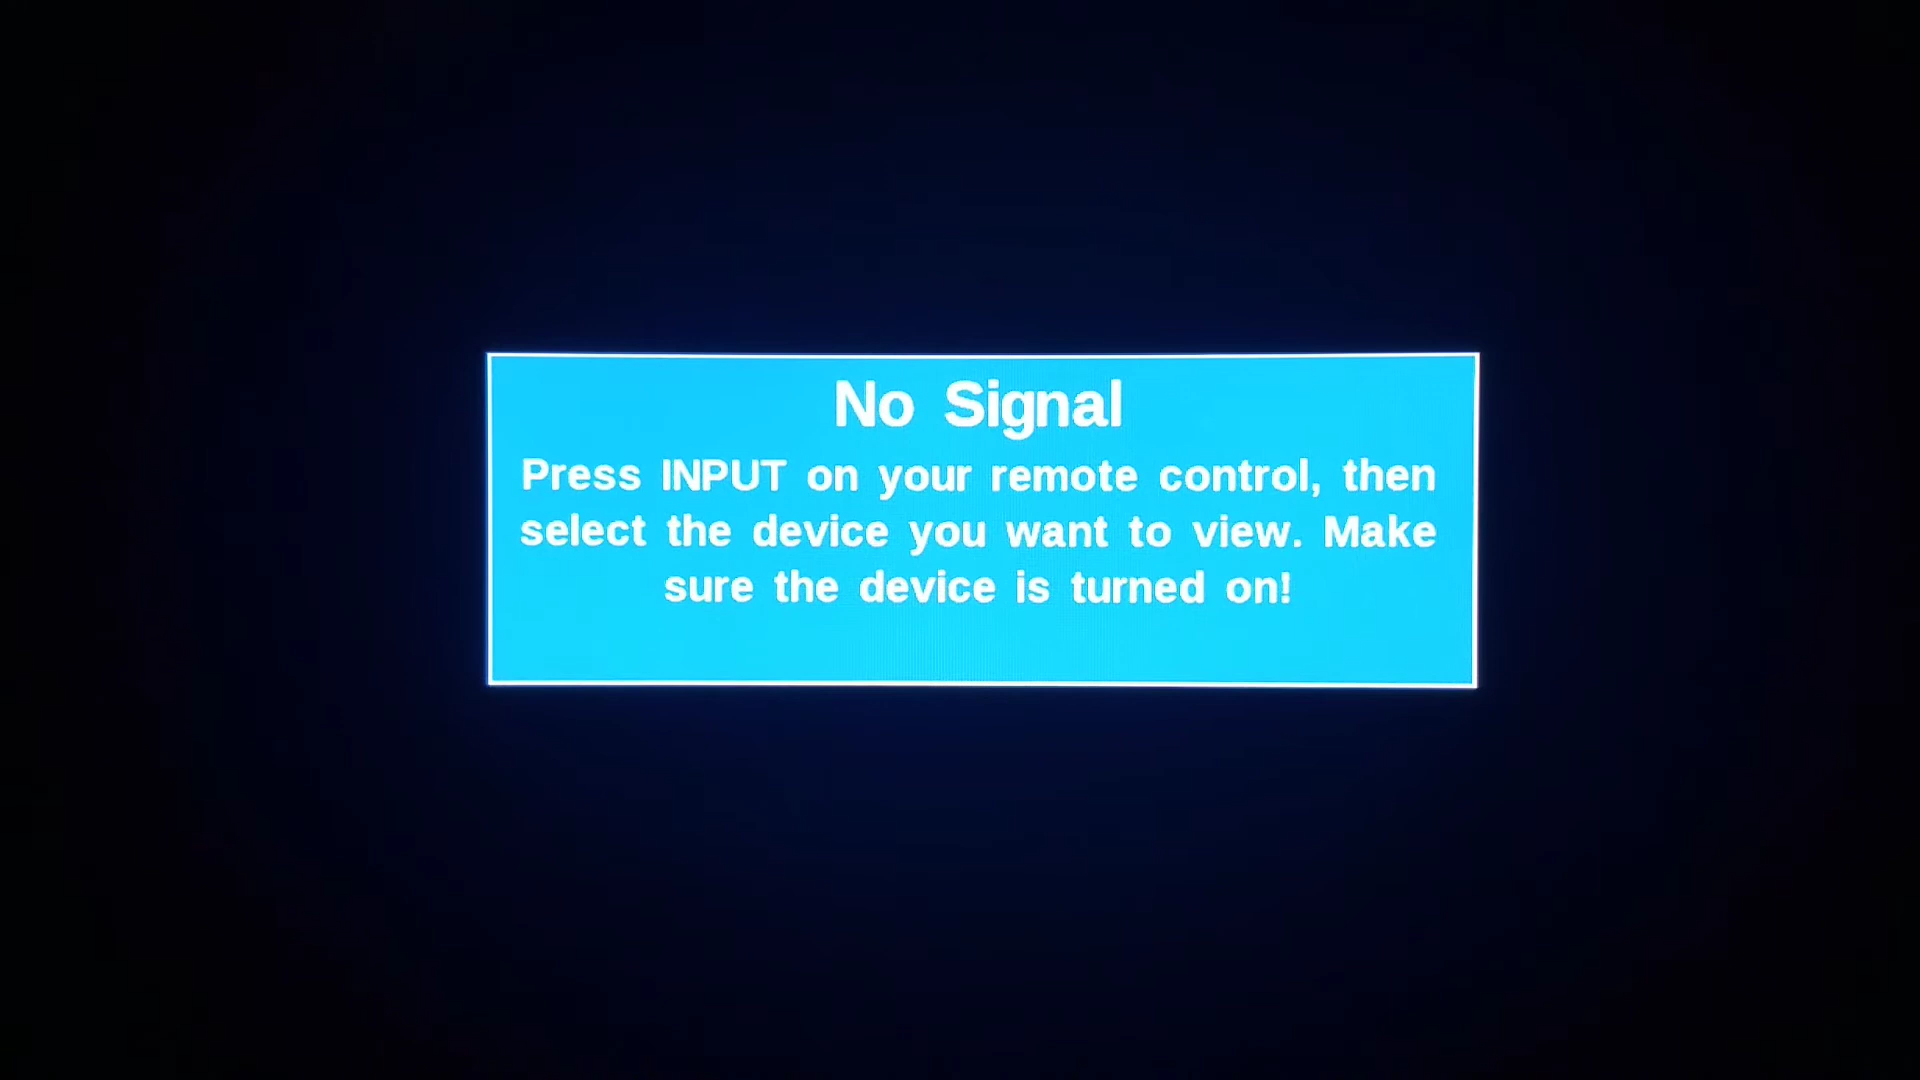 No Signal
Press INPUT on your remote control, then
select the device you want to view. Make
sure the device is turned on!